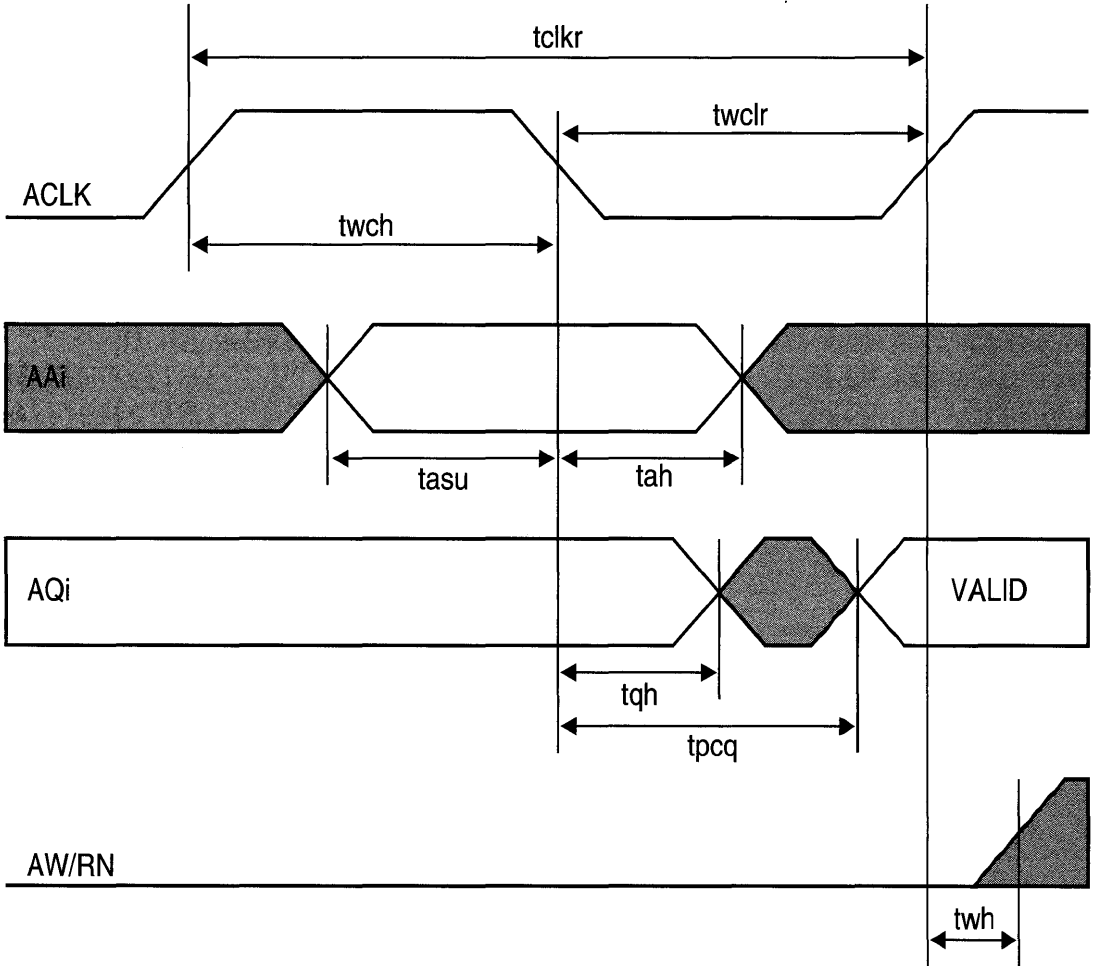 tclkr
twclr
ACLK
twch
AAi
tasu
tah
AQi
VALID
tqh
tpcq
AW/RN
twh